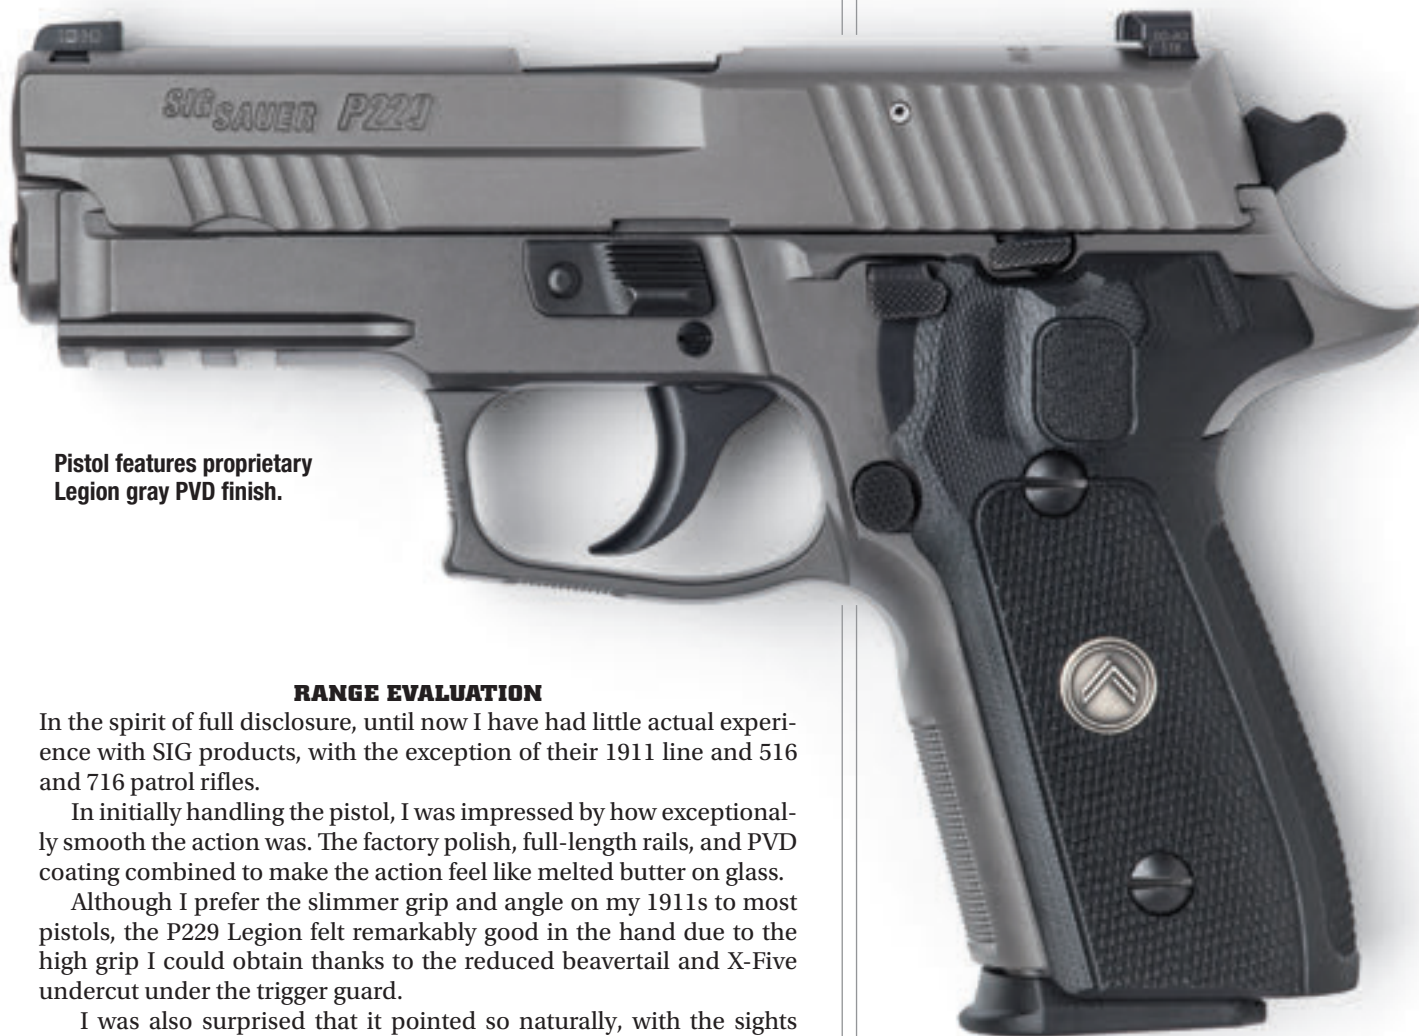 SIG SAUER P229
Pistol features proprietary
Legion gray PVD finish.
RANGE EVALUATION
In the spirit of full disclosure, until now I have had little actual experi-
ence with SIG products, with the exception of their 1911 line and 516
and 716 patrol rifles.
In initially handling the pistol, I was impressed by how exceptional-
ly smooth the action was. The factory polish, full-length rails, and PVD
coating combined to make the action feel like melted butter on glass.
Although I prefer the slimmer grip and angle on my 1911s to most
pistols, the P229 Legion felt remarkably good in the hand due to the
high grip I could obtain thanks to the reduced beavertail and X-Five
undercut under the trigger guard.
I was also surprised that it pointed so naturally, with the sights